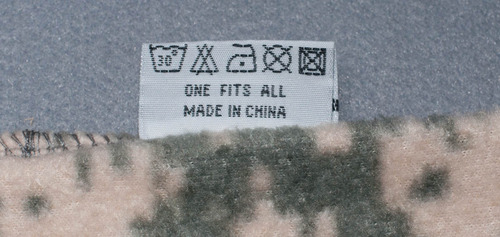 30°
ONE FITS ALL
MADE IN CHINA